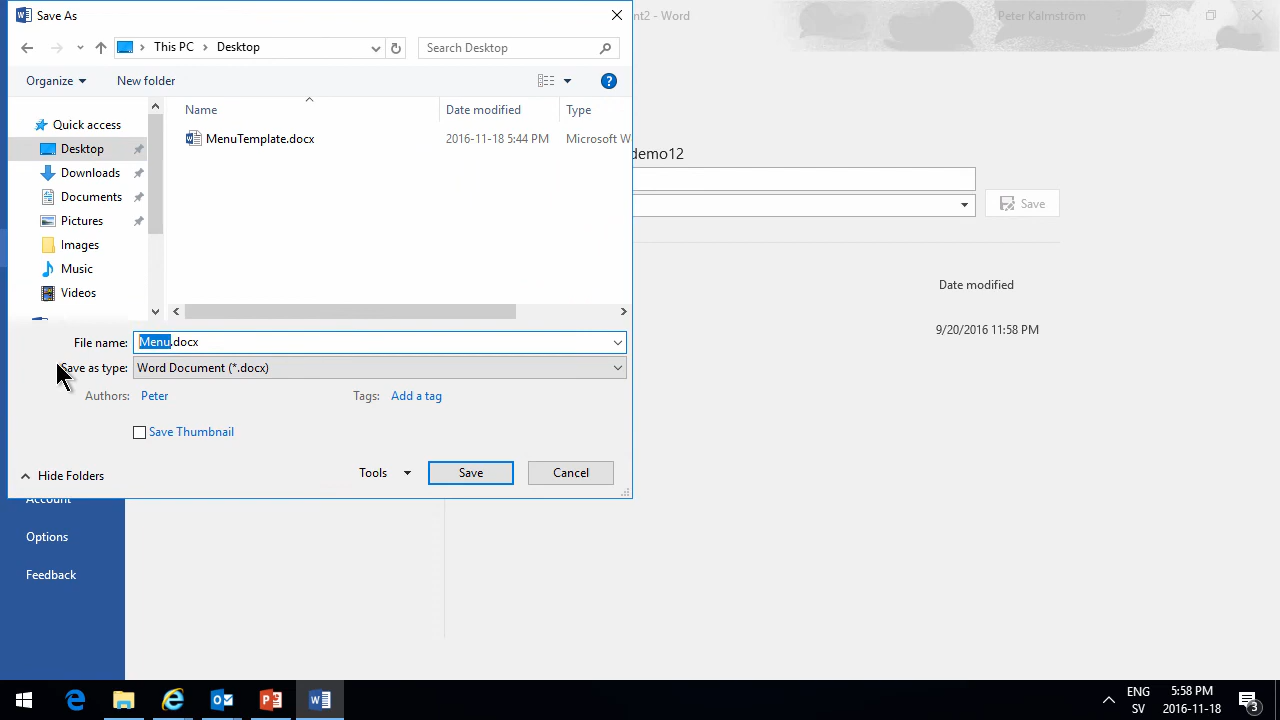 Save As
nt2 - Word
Peter Kalmström
?
This PC
Desktop
Search Desktop
Organize
New folder
?
Name
Date modified
Type
Quick access
MenuTemplate.docx
2016-11-18 5:44 PM
Microsoft W
Desktop
Downloads
Documents
Pictures
Images
Music
Videos
demo12
Save
Date modified
9/20/2016 11:58 PM
File name:
Menu.docx
Save as type:
Word Document (*.docx)
Authors:
Peter
Tags:
Add a tag
Save Thumbnail
Hide Folders
Tools
Save
Cancel
Account
Options
Feedback
ENG
SV
5:58 PM
2016-11-18
3